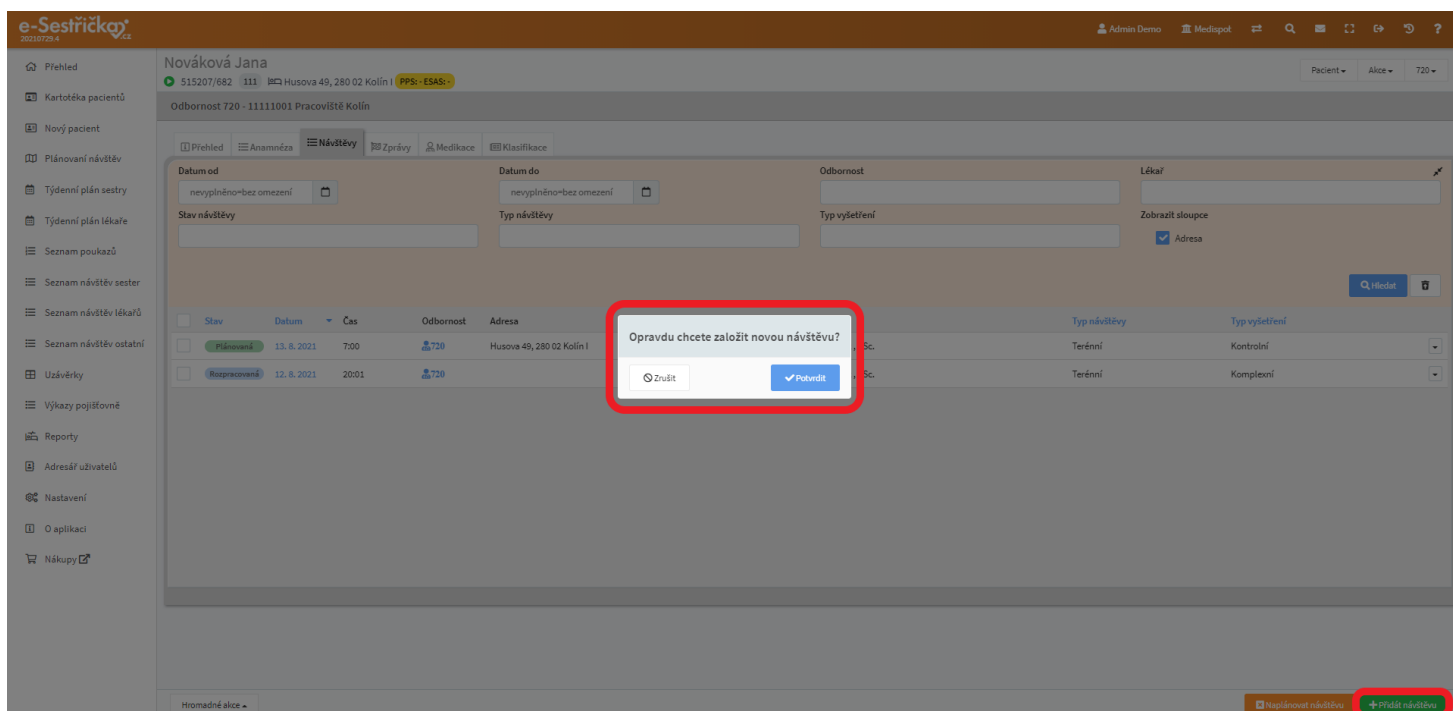 e-Sestřička.cz
20210729.4
Admin Demo
Medispot
?
Přehled
Kartotéka pacientů
Nový pacient
Plánovaní návštěv
Týdenní plán sestry
Týdenní plán lékaře
Seznam poukazů
Seznam návštěv sester
Seznam návštěv lékařů
Seznam návštěv ostatní
Uzávěrky
Výkazy pojišťovně
Reporty
Adresář uživatelů
Nastavení
O aplikaci
Nákupy
Nováková Jana
515207/682 111 Husova 49, 280 02 Kolín I PPS: - ESAS: -
Pacient Akce 720
Odbornost 720 - 11111001 Pracoviště Kolín
Přehled Anamnéza Návštěvy Zprávy Medikace Klasifikace
Datum od Datum do Odbornost Lékař
nevyplněno=bez omezení nevyplněno=bez omezení
Stav návštěvy Typ návštěvy Typ vyšetření Zobrazit sloupce
Adresa
Hledat
Stav Datum Čas Odbornost Adresa Typ návštěvy Typ vyšetření
Plánovaná 13. 8. 2021 7:00 720 Husova 49, 280 02 Kolín I , Sc. Terénní Kontrolní
Rozpracovaná 12. 8. 2021 20:01 720 , Sc. Terénní Komplexní
Opravdu chcete založit novou návštěvu?
Zrušit Potvrdit
Hromadné akce
Naplánovat návštěvu
Přidát návštěvu